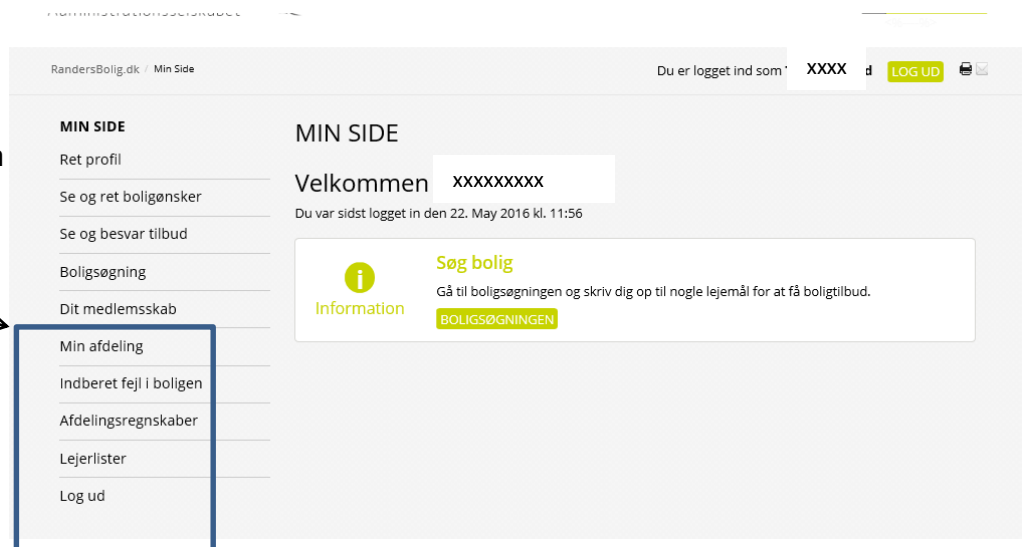 Administrationsselskabet
RandersBolig.dk / Min Side
Du er logget ind som XXXX d LOG UD
MIN SIDE
Ret profil
Se og ret boligønsker
Se og besvar tilbud
Boligsøgning
Dit medlemsskab
Min afdeling
Indberet fejl i boligen
Afdelingsregnskaber
Lejerlister
Log ud
MIN SIDE
Velkommen XXXXXXXXX
Du var sidst logget in den 22. May 2016 kl. 11:56
Information
Søg bolig
Gå til boligsøgningen og skriv dig op til nogle lejemål for at få boligtilbud.
BOLIGSØGNINGEN